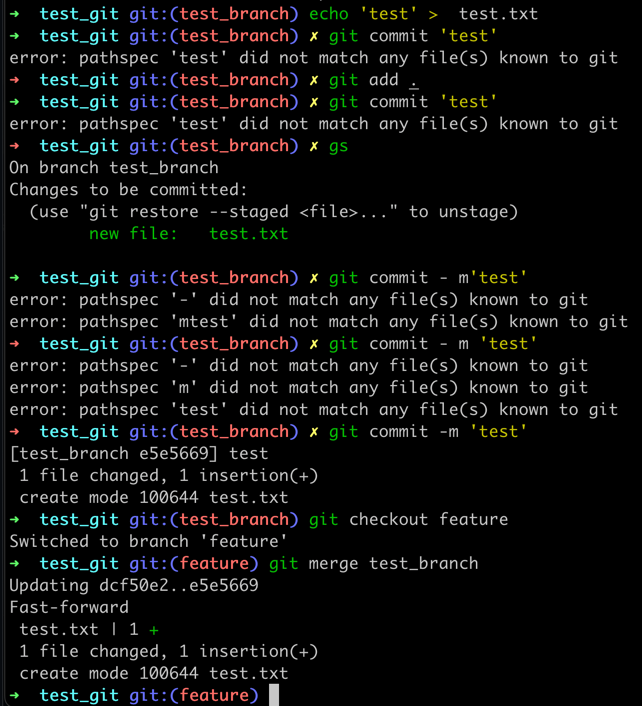 ➜  test_git git:(test_branch) echo 'test' >  test.txt
➜  test_git git:(test_branch) ✗ git commit 'test'
error: pathspec 'test' did not match any file(s) known to git
➜  test_git git:(test_branch) ✗ git add .
➜  test_git git:(test_branch) ✗ git commit 'test'
error: pathspec 'test' did not match any file(s) known to git
➜  test_git git:(test_branch) ✗ gs
On branch test_branch
Changes to be committed:
  (use "git restore --staged <file>..." to unstage)
        new file:   test.txt

➜  test_git git:(test_branch) ✗ git commit - m'test'
error: pathspec '-' did not match any file(s) known to git
error: pathspec 'mtest' did not match any file(s) known to git
➜  test_git git:(test_branch) ✗ git commit - m 'test'
error: pathspec '-' did not match any file(s) known to git
error: pathspec 'm' did not match any file(s) known to git
error: pathspec 'test' did not match any file(s) known to git
➜  test_git git:(test_branch) ✗ git commit -m 'test'
[test_branch e5e5669] test
 1 file changed, 1 insertion(+)
 create mode 100644 test.txt
➜  test_git git:(test_branch) git checkout feature
Switched to branch 'feature'
➜  test_git git:(feature) git merge test_branch
Updating dcf50e2..e5e5669
Fast-forward
 test.txt | 1 +
 1 file changed, 1 insertion(+)
 create mode 100644 test.txt
➜  test_git git:(feature)